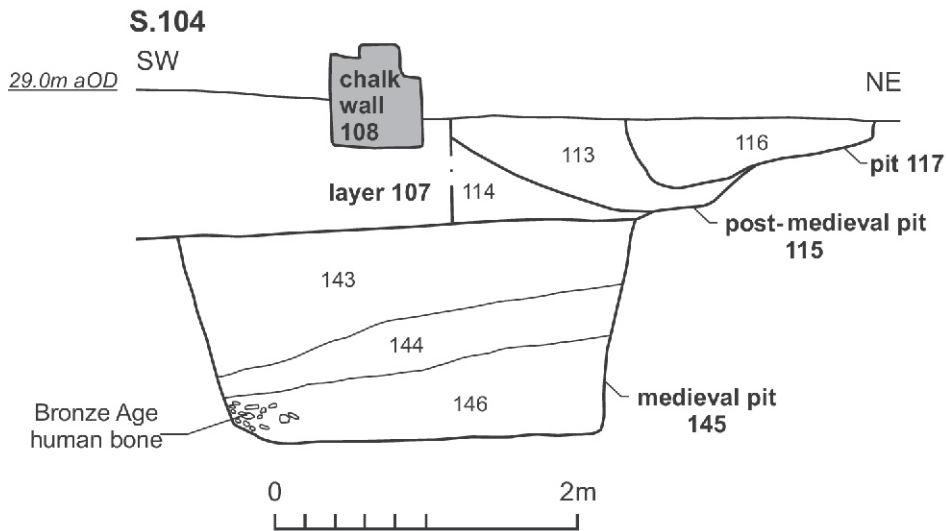 S.104
SW
29.0m aOD
NE
chalk
wall
108
113
116
pit 117
layer 107
114
post-medieval pit
115
143
144
146
medieval pit
145
Bronze Age
human bone
0
2m